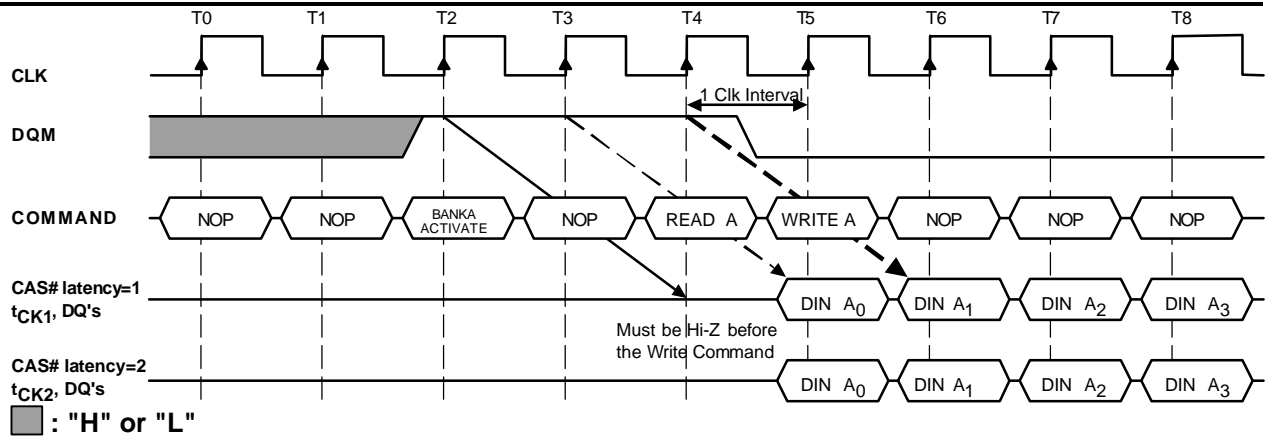 T0 T1 T2 T3 T4 T5 T6 T7 T8
CLK
1 Clk Interval
DQM
COMMAND NOP NOP BANKA ACTIVATE NOP READ A WRITE A NOP NOP NOP
CAS# latency=1
tCK1, DQ's
DIN A0 DIN A1 DIN A2 DIN A3
Must be Hi-Z before
the Write Command
CAS# latency=2
tCK2, DQ's
DIN A0 DIN A1 DIN A2 DIN A3
: "H" or "L"